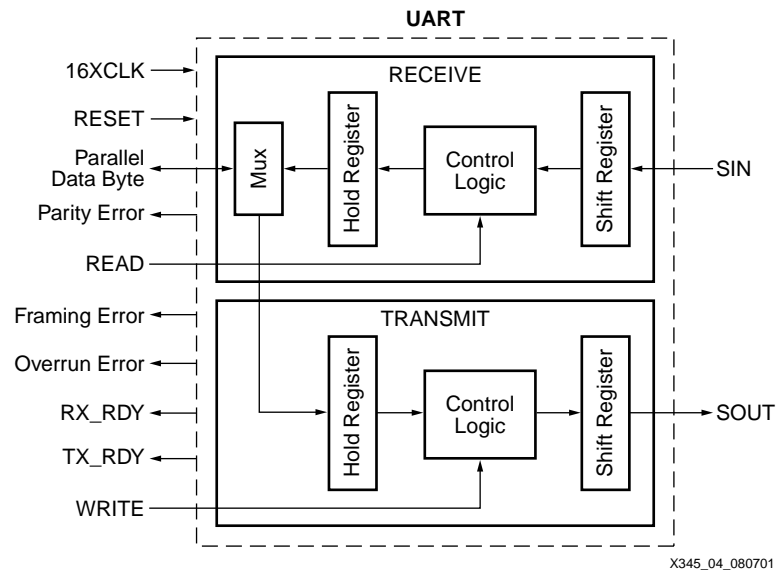 UART
16XCLK
RESET
Parallel
Data Byte
Parity Error
READ
Framing Error
Overrun Error
RX_RDY
TX_RDY
WRITE
RECEIVE
Mux
Hold Register
Control
Logic
Shift Register
SIN
TRANSMIT
Hold Register
Control
Logic
Shift Register
SOUT
X345_04_080701